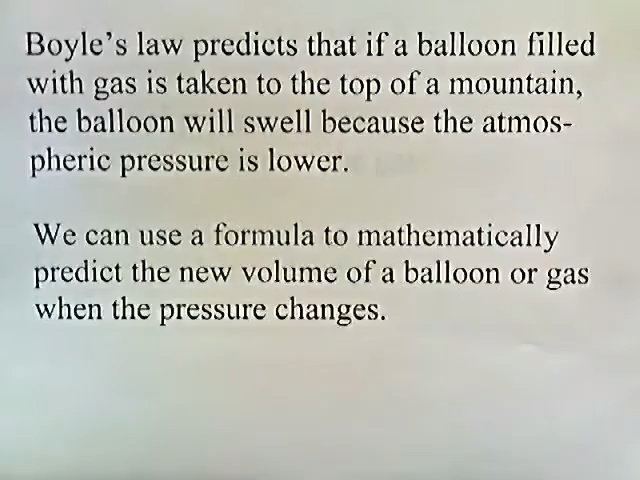 Boyle's law predicts that if a balloon filled
with gas is taken to the top of a mountain,
the balloon will swell because the atmos-
pheric pressure is lower.
We can use a formula to mathematically
predict the new volume of a balloon or gas
when the pressure changes.